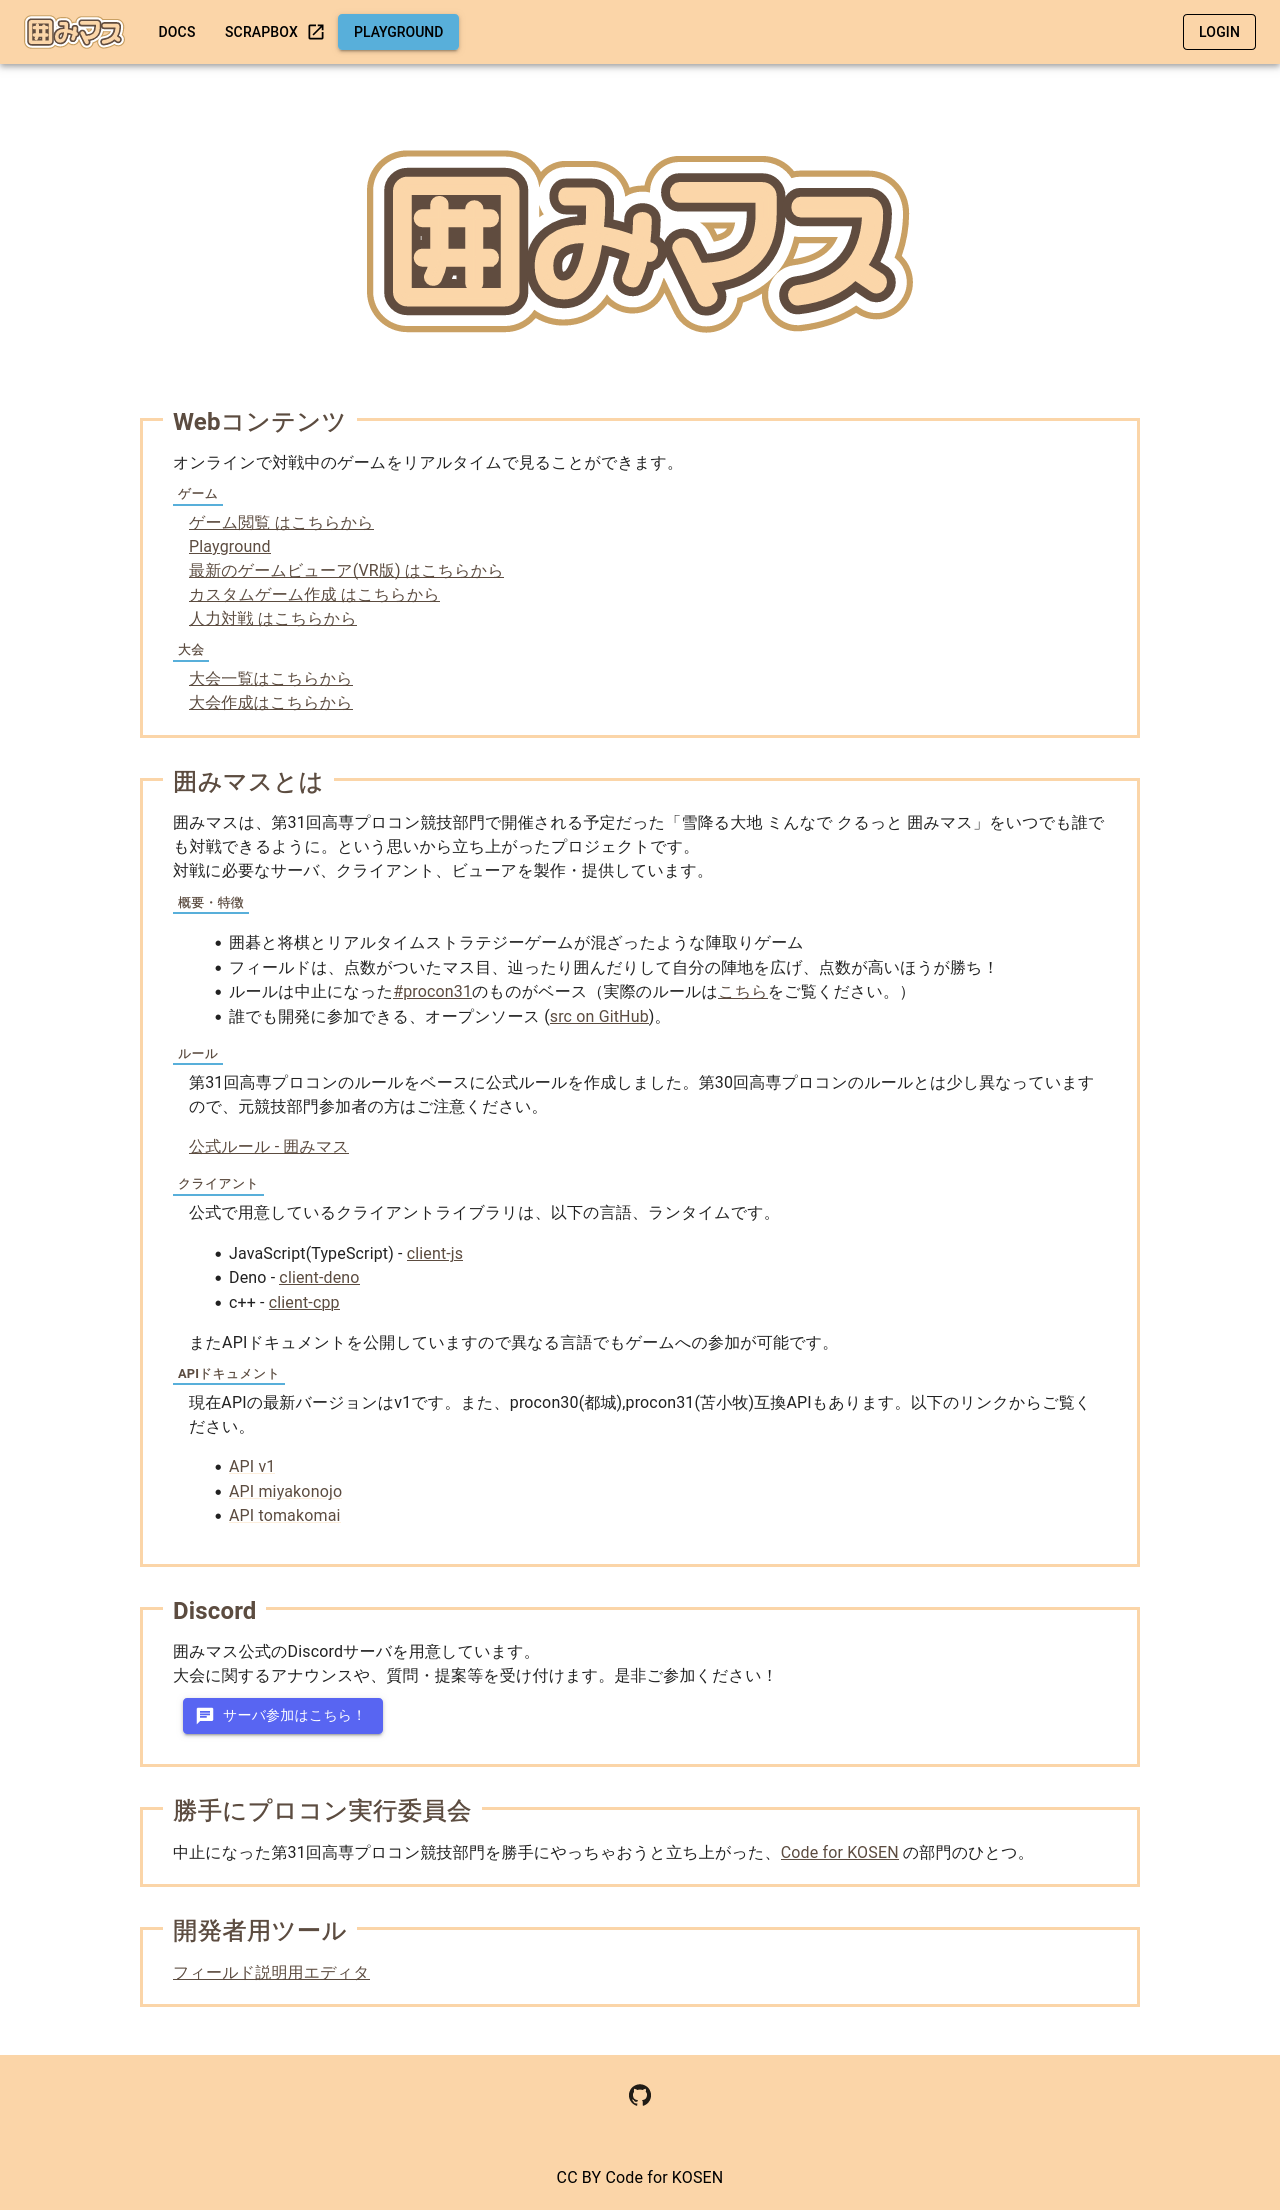 囲みマス DOCS SCRAPBOX PLAYGROUND LOGIN
囲みマス
Webコンテンツ
オンラインで対戦中のゲームをリアルタイムで見ることができます。
ゲーム
ゲーム閲覧 はこちらから
Playground
最新のゲームビューア(VR版) はこちらから
カスタムゲーム作成 はこちらから
人力対戦 はこちらから
大会
大会一覧はこちらから
大会作成はこちらから
囲みマスとは
囲みマスは、第31回高専プロコン競技部門で開催される予定だった「雪降る大地 みんなで くるっと 囲みマス」をいつでも誰で
も対戦できるように。という思いから立ち上がったプロジェクトです。
対戦に必要なサーバ、クライアント、ビューアを製作・提供しています。
概要・特徴
• 囲碁と将棋とリアルタイムストラテジーゲームが混ざったような陣取りゲーム
• フィールドは、点数がついたマス目、辿ったり囲んだりして自分の陣地を広げ、点数が高いほうが勝ち！
• ルールは中止になった#procon31のものがベース（実際のルールはこちらをご覧ください。）
• 誰でも開発に参加できる、オープンソース (src on GitHub)。
ルール
第31回高専プロコンのルールをベースに公式ルールを作成しました。第30回高専プロコンのルールとは少し異なっています
ので、元競技部門参加者の方はご注意ください。
公式ルール - 囲みマス
クライアント
公式で用意しているクライアントライブラリは、以下の言語、ランタイムです。
• JavaScript(TypeScript) - client-js
• Deno - client-deno
• c++ - client-cpp
またAPIドキュメントを公開していますので異なる言語でもゲームへの参加が可能です。
APIドキュメント
現在APIの最新バージョンはv1です。また、procon30(都城),procon31(苫小牧)互換APIもあります。以下のリンクからご覧く
ださい。
• API v1
• API miyakonojo
• API tomakomai
Discord
囲みマス公式のDiscordサーバを用意しています。
大会に関するアナウンスや、質問・提案等を受け付けます。是非ご参加ください！
サーバ参加はこちら！
勝手にプロコン実行委員会
中止になった第31回高専プロコン競技部門を勝手にやっちゃおうと立ち上がった、Code for KOSEN の部門のひとつ。
開発者用ツール
フィールド説明用エディタ
CC BY Code for KOSEN